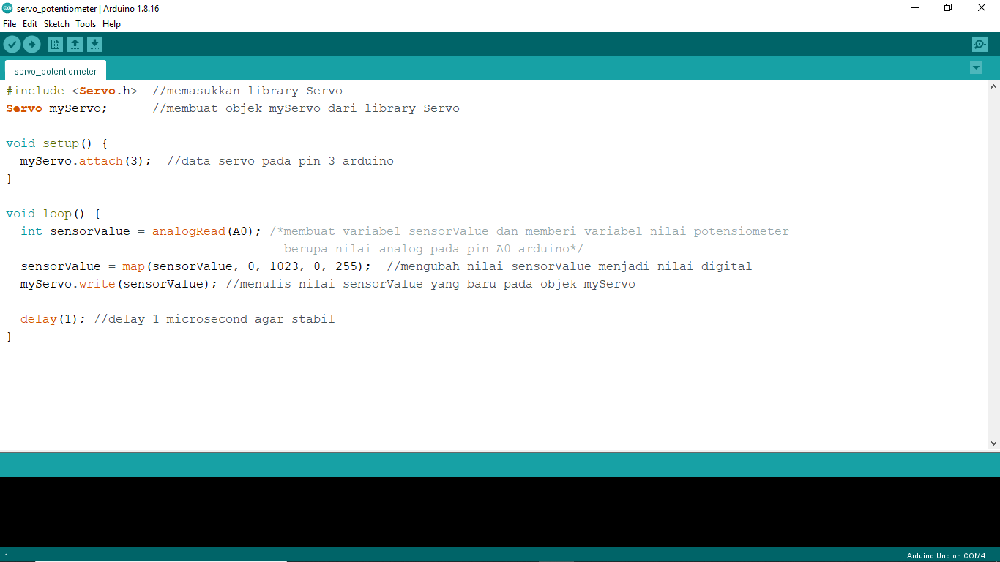 servo_potentiometer | Arduino 1.8.16
File Edit Sketch Tools Help
servo_potentiometer
#include <Servo.h>  //memasukkan library Servo
Servo myServo;      //membuat objek myServo dari library Servo
void setup() {
  myServo.attach(3);  //data servo pada pin 3 arduino
}
void loop() {
  int sensorValue = analogRead(A0); /*membuat variabel sensorValue dan memberi variabel nilai potensiometer
                                      berupa nilai analog pada pin A0 arduino*/
  sensorValue = map(sensorValue, 0, 1023, 0, 255);  //mengubah nilai sensorValue menjadi nilai digital
  myServo.write(sensorValue); //menulis nilai sensorValue yang baru pada objek myServo
  delay(1); //delay 1 microsecond agar stabil
}
1
Arduino Uno on COM4